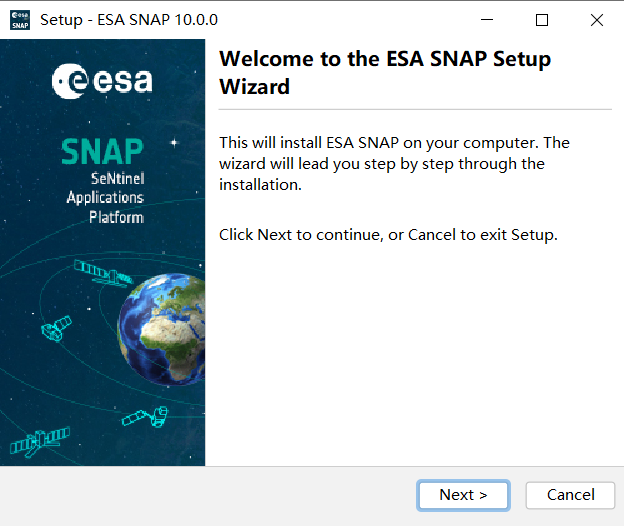 esa
SNAP
Setup - ESA SNAP 10.0.0
esa
SNAP
SeNtinel
Applications
Platform
Welcome to the ESA SNAP Setup
Wizard
This will install ESA SNAP on your computer. The
wizard will lead you step by step through the
installation.
Click Next to continue, or Cancel to exit Setup.
Next >
Cancel